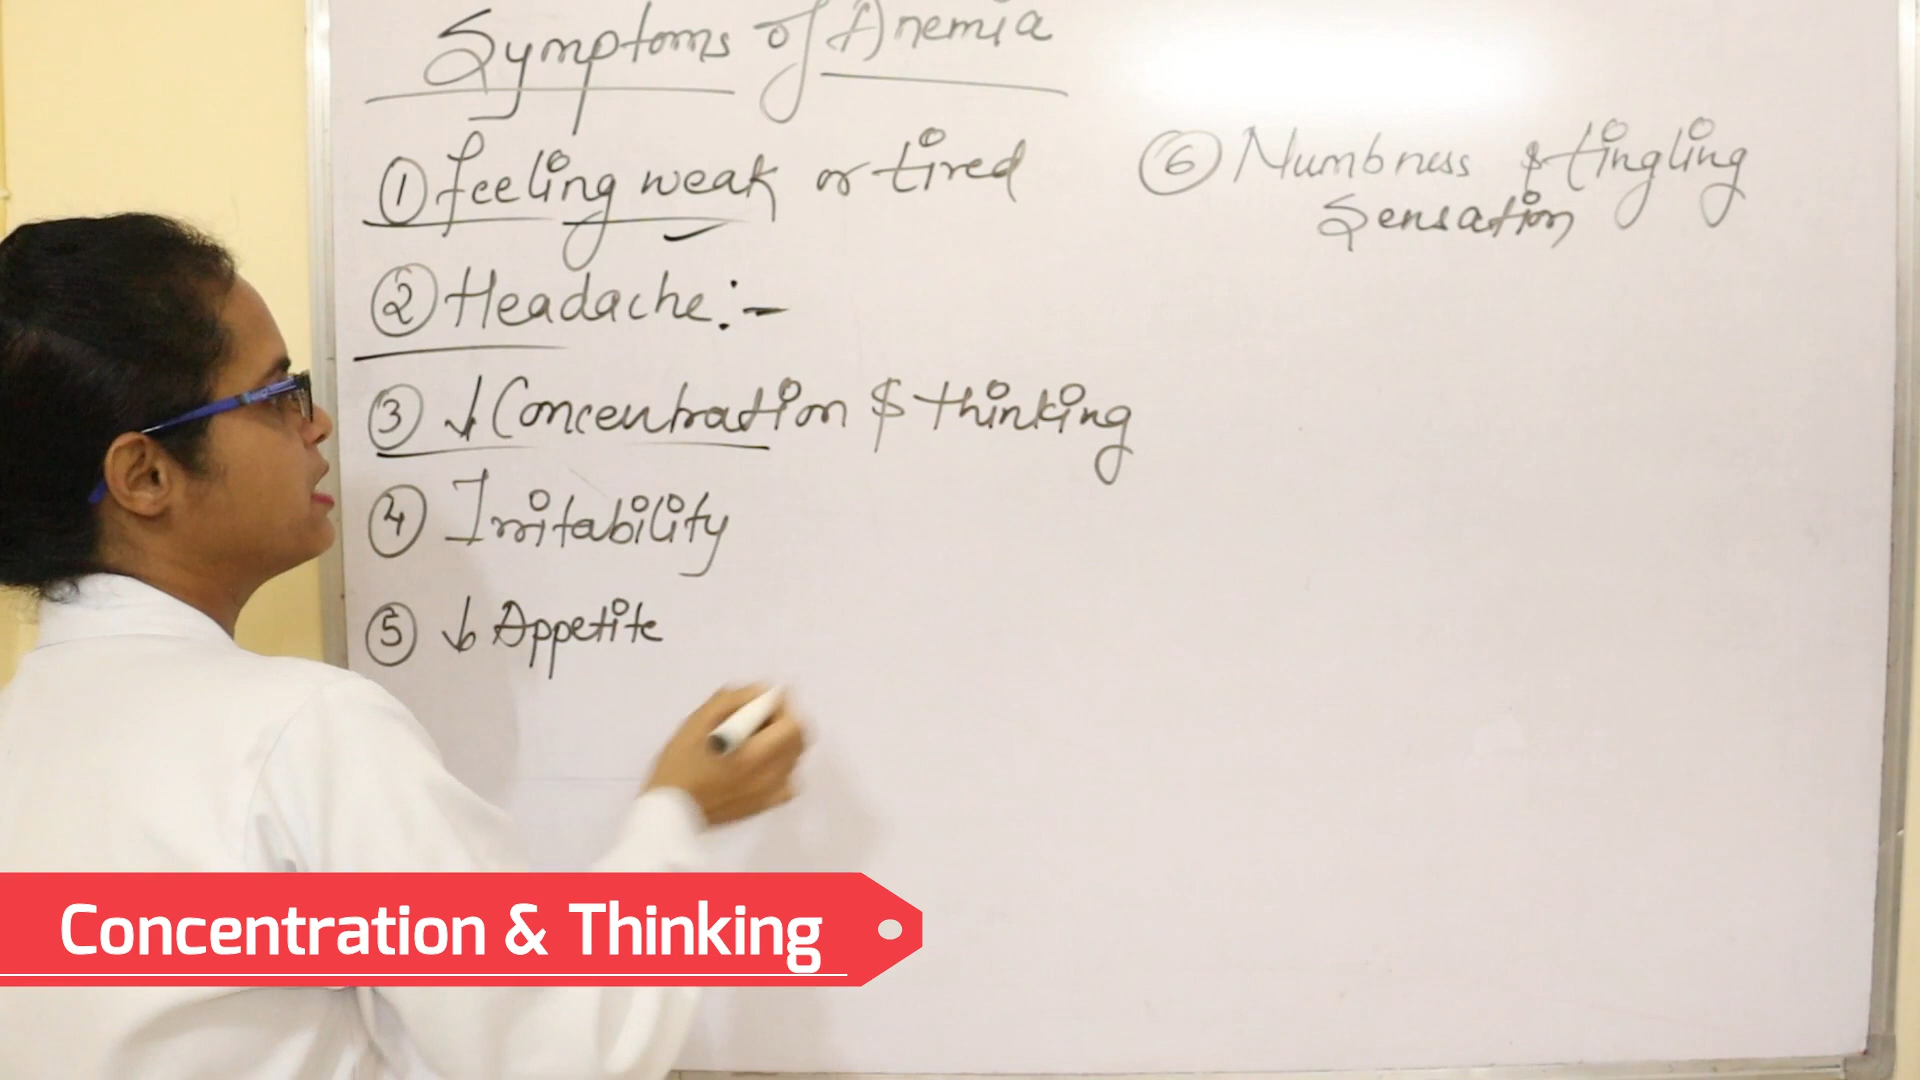 Symptoms of Anemia
① feeling weak or tired
② Headache:-
③ ↓ Concentration & thinking
④ Irritability
⑤ ↓ Appetite
⑥ Numbness & tingling
Sensation
Concentration & Thinking